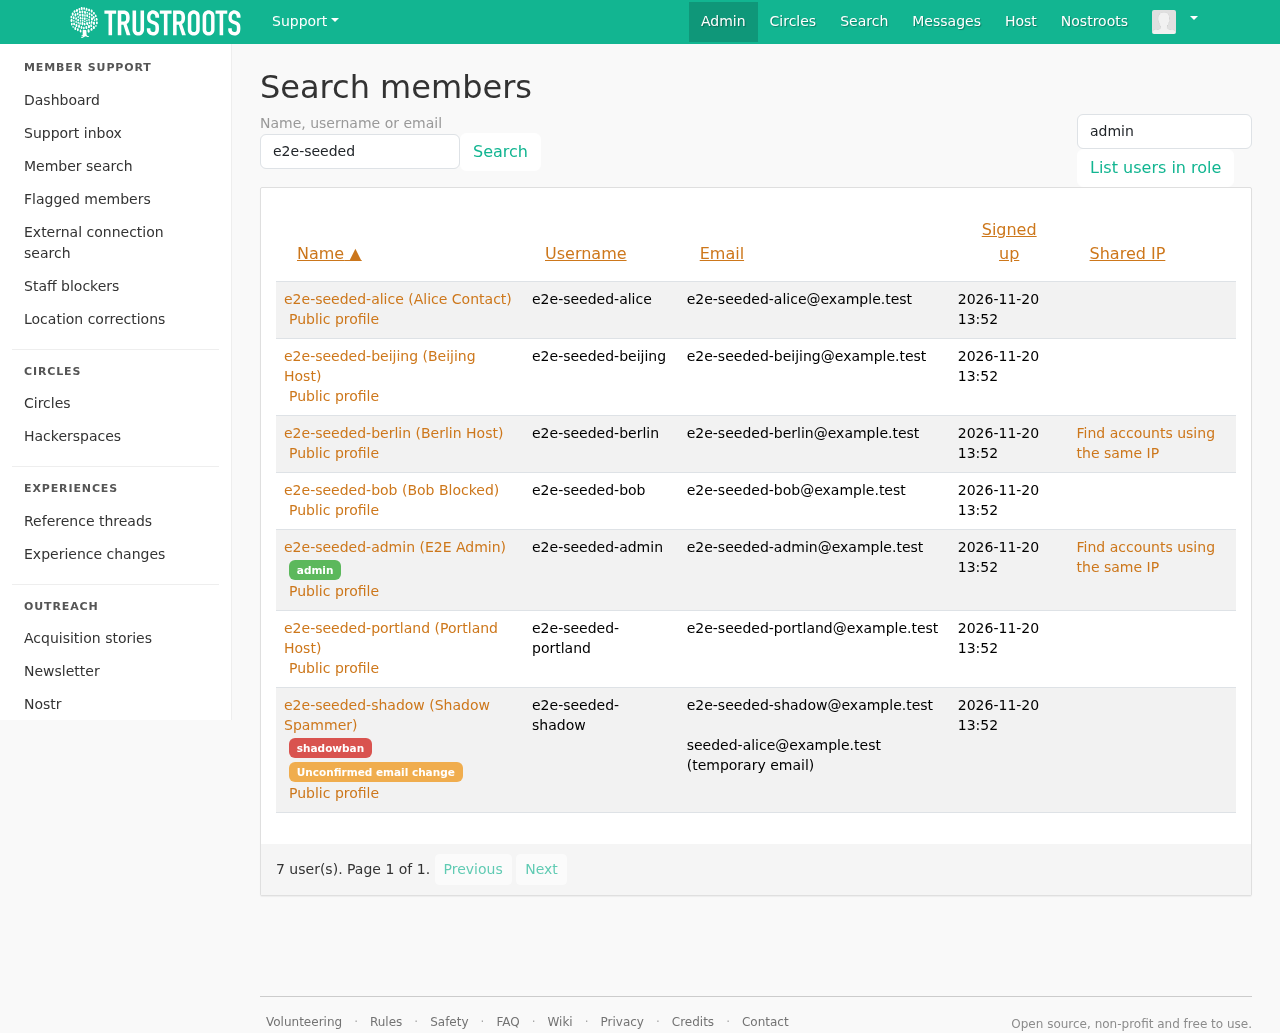 TRUSTROOTS Support Admin Circles Search Messages Host Nostroots
MEMBER SUPPORT
Dashboard
Support inbox
Member search
Flagged members
External connection
search
Staff blockers
Location corrections
CIRCLES
Circles
Hackerspaces
EXPERIENCES
Reference threads
Experience changes
OUTREACH
Acquisition stories
Newsletter
Nostr
Search members
Name, username or email
e2e-seeded Search
admin
List users in role
Name ▲ Username Email Signed up Shared IP
e2e-seeded-alice (Alice Contact) e2e-seeded-alice e2e-seeded-alice@example.test 2026-11-20
Public profile 13:52
e2e-seeded-beijing (Beijing e2e-seeded-beijing e2e-seeded-beijing@example.test 2026-11-20
Host) 13:52
Public profile
e2e-seeded-berlin (Berlin Host) e2e-seeded-berlin e2e-seeded-berlin@example.test 2026-11-20 Find accounts using
Public profile 13:52 the same IP
e2e-seeded-bob (Bob Blocked) e2e-seeded-bob e2e-seeded-bob@example.test 2026-11-20
Public profile 13:52
e2e-seeded-admin (E2E Admin) e2e-seeded-admin e2e-seeded-admin@example.test 2026-11-20 Find accounts using
admin 13:52 the same IP
Public profile
e2e-seeded-portland (Portland e2e-seeded- e2e-seeded-portland@example.test 2026-11-20
Host) portland 13:52
Public profile
e2e-seeded-shadow (Shadow e2e-seeded- e2e-seeded-shadow@example.test 2026-11-20
Spammer) shadow 13:52
shadowban seeded-alice@example.test
Unconfirmed email change (temporary email)
Public profile
7 user(s). Page 1 of 1. Previous Next
Volunteering · Rules · Safety · FAQ · Wiki · Privacy · Credits · Contact
Open source, non-profit and free to use.